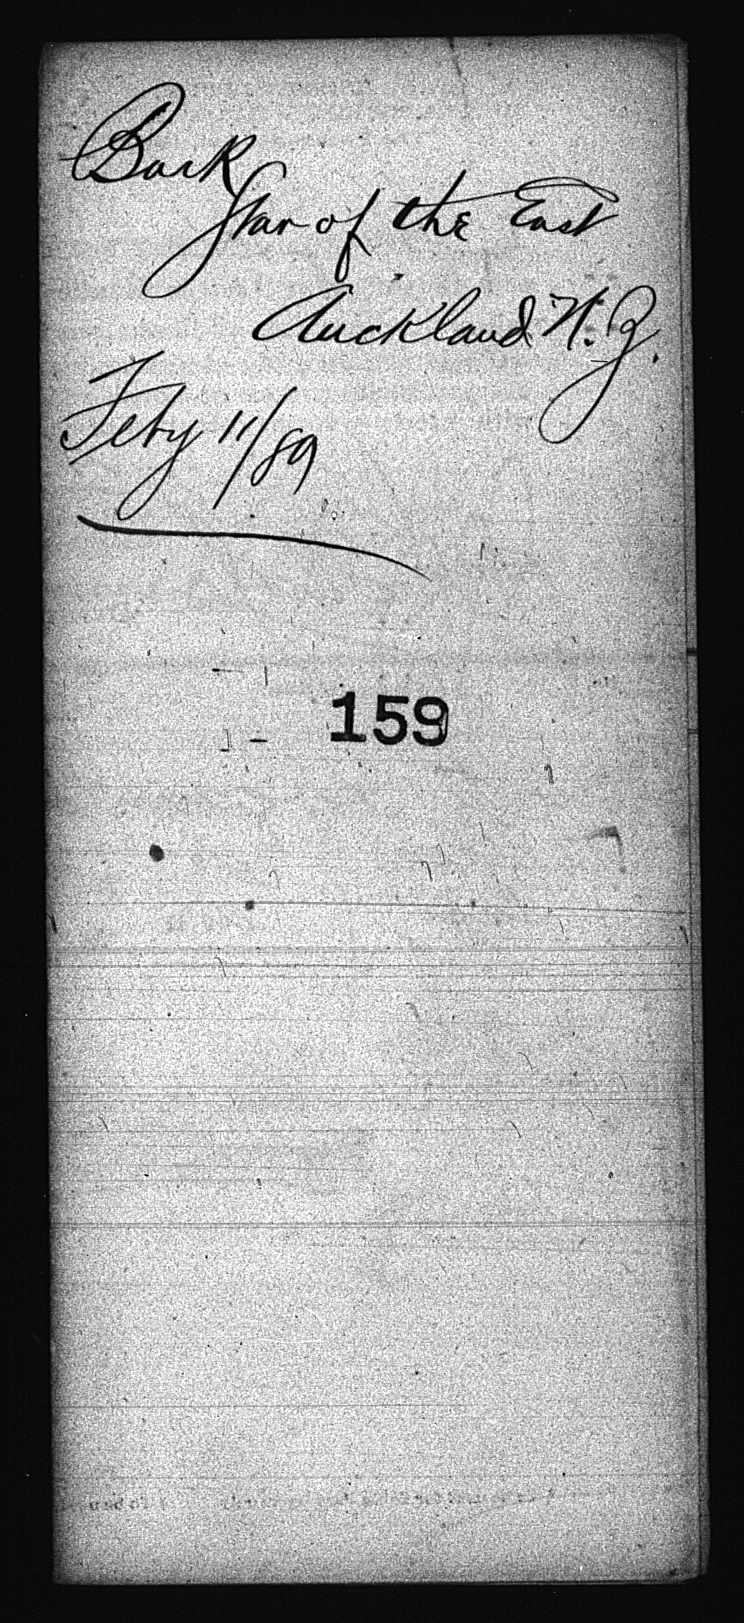 Bark
Star of the East
Auckland N. Z.
Feby 11/89
159